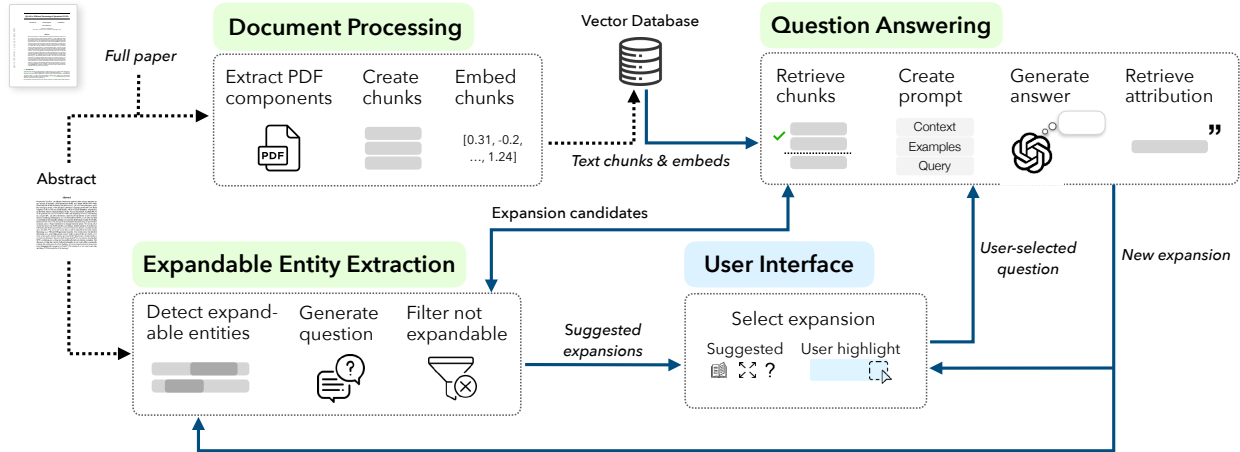 Document Processing
Vector Database
Question Answering
Full paper
Extract PDF
components
Create
chunks
Embed
chunks
PDF
[0.31, -0.2,
..., 1.24]
Text chunks & embeds
Retrieve
chunks
Create
prompt
Context
Examples
Query
Generate
answer
Retrieve
attribution
”
Abstract
Expansion candidates
User-selected
question
New expansion
Expandable Entity Extraction
User Interface
Detect expand-
able entities
Generate
question
?
Filter not
expandable
Suggested
expansions
Select expansion
Suggested
?
User highlight